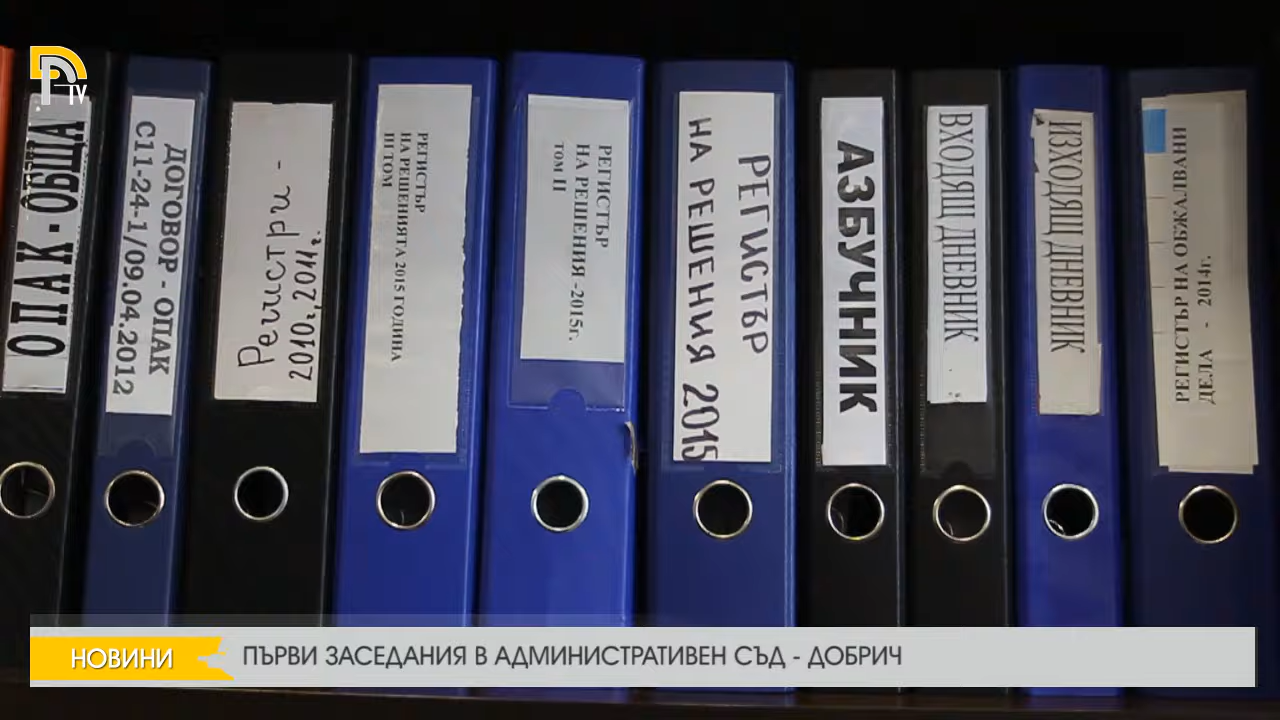 TV
ОПАК - ОБЩА
ДОГОВОР - ОПАК
С11-24-1/09.04.2012
Регистри -
2010г., 2011г.
РЕГИСТЪР
НА РЕШЕНИЯТА 2015 ГОДИНА
III ТОМ
РЕГИСТЪР
НА РЕШЕНИЯ -2015г.
том II
РЕГИСТЪР
НА РЕШЕНИЯ 2015
АЗБУЧНИК
ВХОДЯЩ ДНЕВНИК
ИЗХОДЯЩ ДНЕВНИК
РЕГИСТЪР НА ОБЖАЛВАНИ
ДЕЛА - 2014г.
НОВИНИ
ПЪРВИ ЗАСЕДАНИЯ В АДМИНИСТРАТИВЕН СЪД - ДОБРИЧ